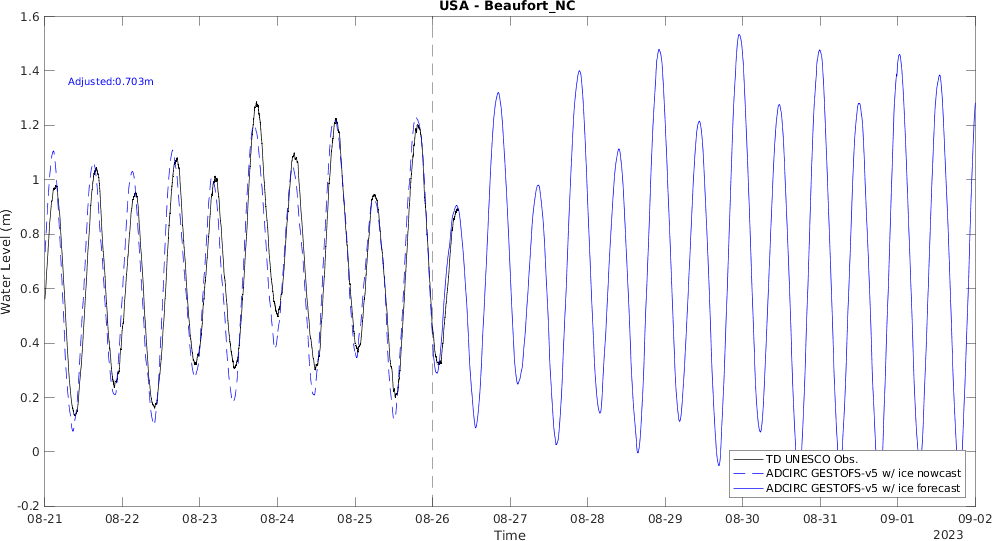 USA - Beaufort_NC
1.6
1.4
1.2
1
0.8
0.6
0.4
0.2
0
-0.2
Water Level (m)
Adjusted:0.703m
TD UNESCO Obs.
ADCIRC GESTOFS-v5 w/ ice nowcast
ADCIRC GESTOFS-v5 w/ ice forecast
08-21 08-22 08-23 08-24 08-25 08-26 08-27 08-28 08-29 08-30 08-31 09-01 09-02
Time
2023